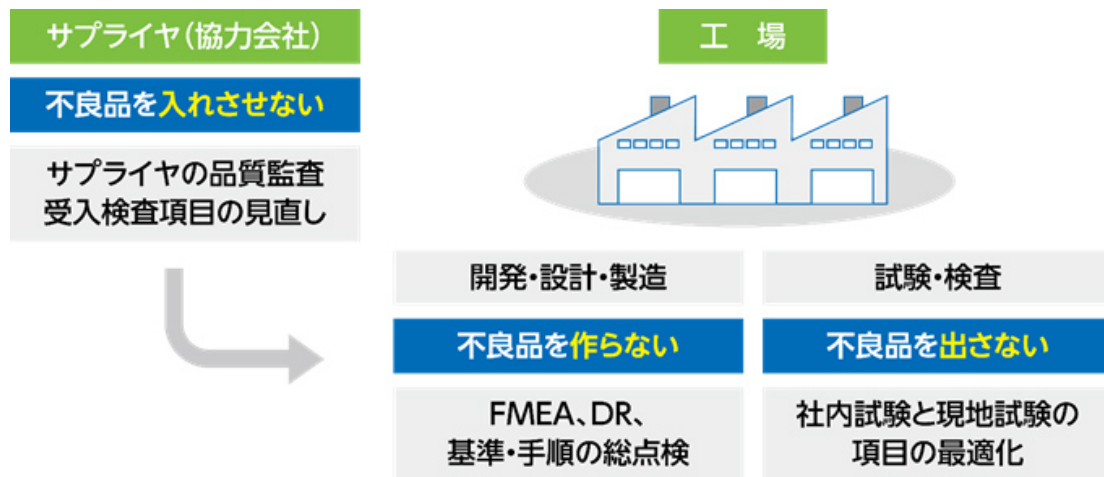 サプライヤ(協力会社)
不良品を入れさせない
サプライヤの品質監査
受入検査項目の見直し
工 場
開発・設計・製造
不良品を作らない
FMEA、DR、
基準・手順の総点検
試験・検査
不良品を出さない
社内試験と現地試験の
項目の最適化